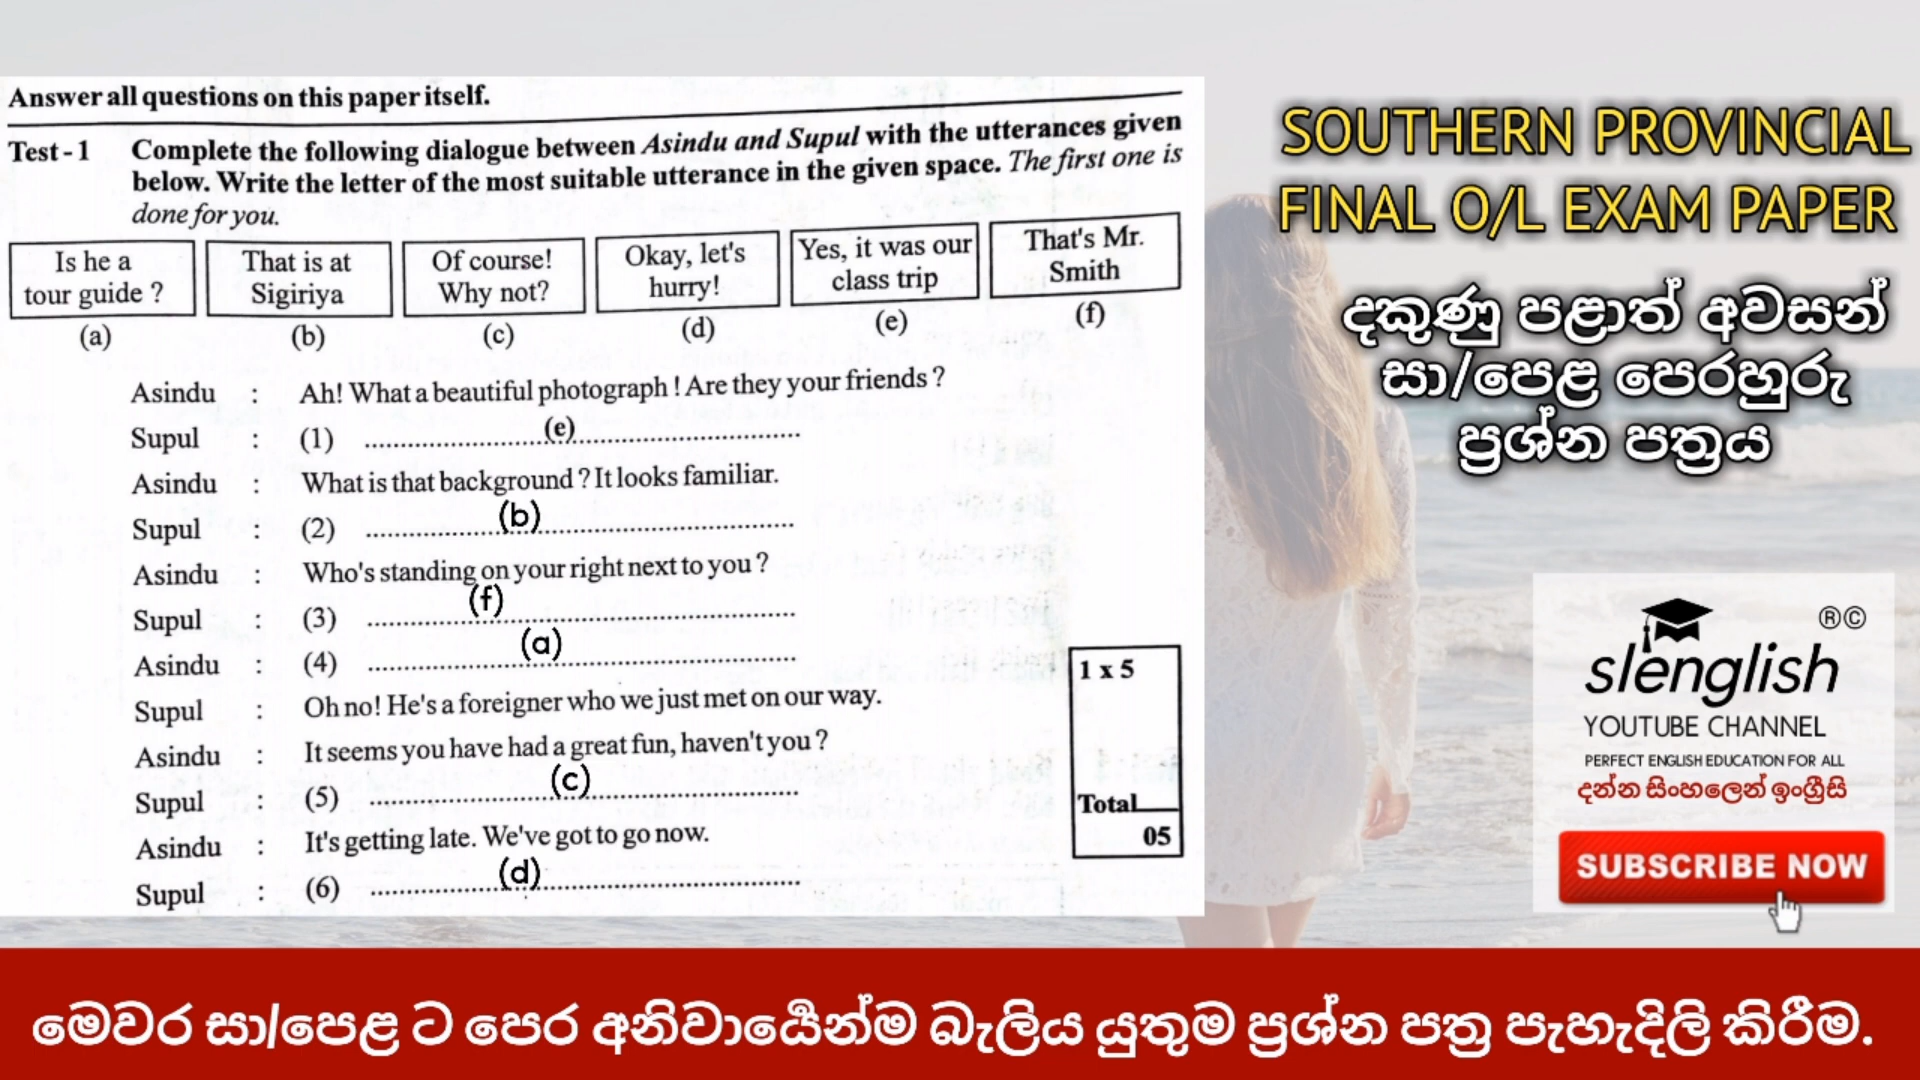 Answer all questions on this paper itself.
Test - 1 Complete the following dialogue between Asindu and Supul with the utterances given
below. Write the letter of the most suitable utterance in the given space. The first one is
done for you.
Is he a
tour guide ?
(a)
That is at
Sigiriya
(b)
Of course!
Why not?
(c)
Okay, let's
hurry!
(d)
Yes, it was our
class trip
(e)
That's Mr.
Smith
(f)
Asindu : Ah! What a beautiful photograph ! Are they your friends ?
Supul : (1) ........(e)........
Asindu : What is that background ? It looks familiar.
Supul : (2) ........(b)........
Asindu : Who's standing on your right next to you ?
Supul : (3) ........(f)........
Asindu : (4) ........(a)........
Supul : Oh no! He's a foreigner who we just met on our way.
Asindu : It seems you have had a great fun, haven't you ?
Supul : (5) ........(c)........
Asindu : It's getting late. We've got to go now.
Supul : (6) ........(d)........
1 x 5
Total
05
SOUTHERN PROVINCIAL
FINAL O/L EXAM PAPER
දකුණු පළාත් අවසන්
සා/පෙළ පෙරහුරු
ප්‍රශ්න පත්‍රය
®©
slenglish
YOUTUBE CHANNEL
PERFECT ENGLISH EDUCATION FOR ALL
දන්න සිංහලෙන් ඉංග්‍රීසි
SUBSCRIBE NOW
මෙවර සා/පෙළ ට පෙර අනිවාර්‍යෙන්ම බැලිය යුතුම ප්‍රශ්න පත්‍ර පැහැදිලි කිරීම.